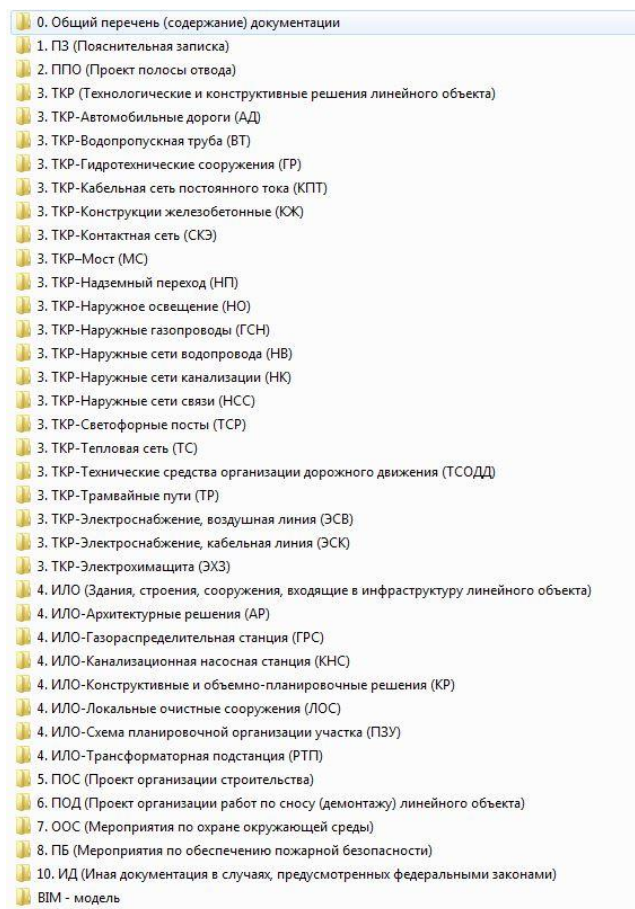 0. Общий перечень (содержание) документации
1. ПЗ (Пояснительная записка)
2. ППО (Проект полосы отвода)
3. ТКР (Технологические и конструктивные решения линейного объекта)
3. ТКР-Автомобильные дороги (АД)
3. ТКР-Водопропускная труба (ВТ)
3. ТКР-Гидротехнические сооружения (ГР)
3. ТКР-Кабельная сеть постоянного тока (КПТ)
3. ТКР-Конструкции железобетонные (КЖ)
3. ТКР-Контактная сеть (СКЭ)
3. ТКР–Мост (МС)
3. ТКР-Надземный переход (НП)
3. ТКР-Наружное освещение (НО)
3. ТКР-Наружные газопроводы (ГСН)
3. ТКР-Наружные сети водопровода (НВ)
3. ТКР-Наружные сети канализации (НК)
3. ТКР-Наружные сети связи (НСС)
3. ТКР-Светофорные посты (ТСР)
3. ТКР-Тепловая сеть (ТС)
3. ТКР-Технические средства организации дорожного движения (ТСОДД)
3. ТКР-Трамвайные пути (ТР)
3. ТКР-Электроснабжение, воздушная линия (ЭСВ)
3. ТКР-Электроснабжение, кабельная линия (ЭСК)
3. ТКР-Электрохимащита (ЭХЗ)
4. ИЛО (Здания, строения, сооружения, входящие в инфраструктуру линейного объекта)
4. ИЛО-Архитектурные решения (АР)
4. ИЛО-Газораспределительная станция (ГРС)
4. ИЛО-Канализационная насосная станция (КНС)
4. ИЛО-Конструктивные и объемно-планировочные решения (КР)
4. ИЛО-Локальные очистные сооружения (ЛОС)
4. ИЛО-Схема планировочной организации участка (ПЗУ)
4. ИЛО-Трансформаторная подстанция (РТП)
5. ПОС (Проект организации строительства)
6. ПОД (Проект организации работ по сносу (демонтажу) линейного объекта)
7. ООС (Мероприятия по охране окружающей среды)
8. ПБ (Мероприятия по обеспечению пожарной безопасности)
10. ИД (Иная документация в случаях, предусмотренных федеральными законами)
BIM - модель